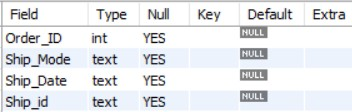 Field Type Null Key Default Extra
Order_ID int YES NULL
Ship_Mode text YES NULL
Ship_Date text YES NULL
Ship_id text YES NULL